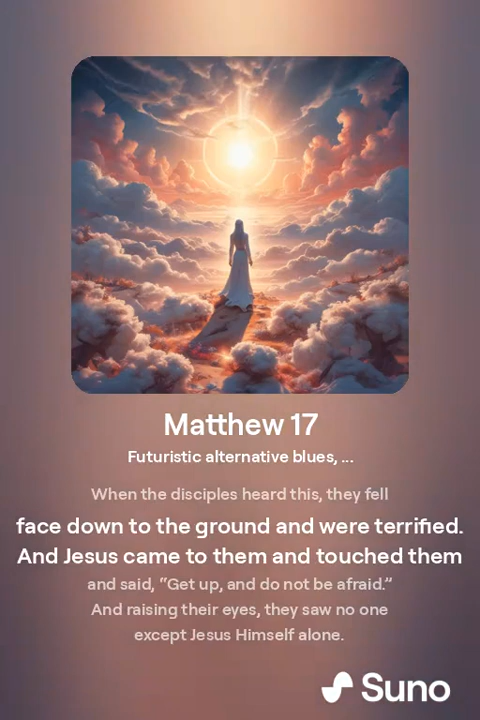 Matthew 17
Futuristic alternative blues, ...
When the disciples heard this, they fell
face down to the ground and were terrified.
And Jesus came to them and touched them
and said, “Get up, and do not be afraid.”
And raising their eyes, they saw no one
except Jesus Himself alone.
Suno